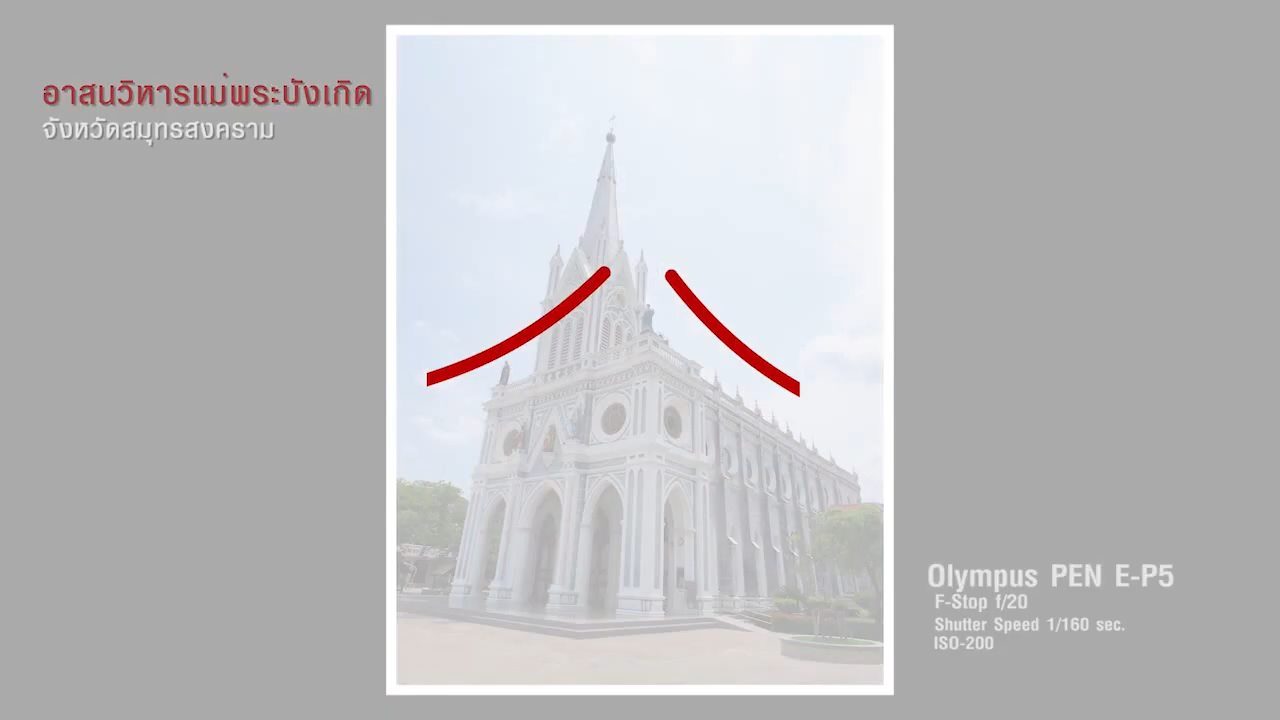 อาสนวิหารแม่พระบังเกิด
จังหวัดสมุทรสงคราม
Olympus PEN E-P5
F-Stop f/20
Shutter Speed 1/160 sec.
ISO-200